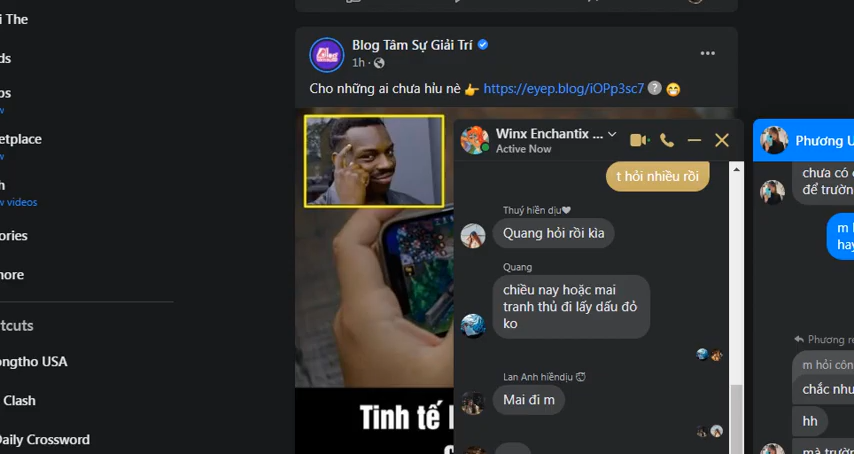 i The
ds
ps
w
etplace
w
h
w videos
ories
nore
tcuts
ongtho USA
Clash
Daily Crossword
Blog Tâm Sự Giải Trí
1h ·
Cho những ai chưa hỉu nè 👉 https://eyep.blog/iOPp3sc7 ? 😁
Tinh tế
Winx Enchantix ...
Active Now
t hỏi nhiều rồi
Thuý hiền dịu♥
Quang hỏi rồi kìa
Quang
chiều nay hoặc mai
tranh thủ đi lấy dấu đỏ
ko
Lan Anh hiềndịu
Mai đi m
Phương U
chưa có
để trườn
m h
hay
Phương re
m hỏi côn
chắc như
hh
mà trườn